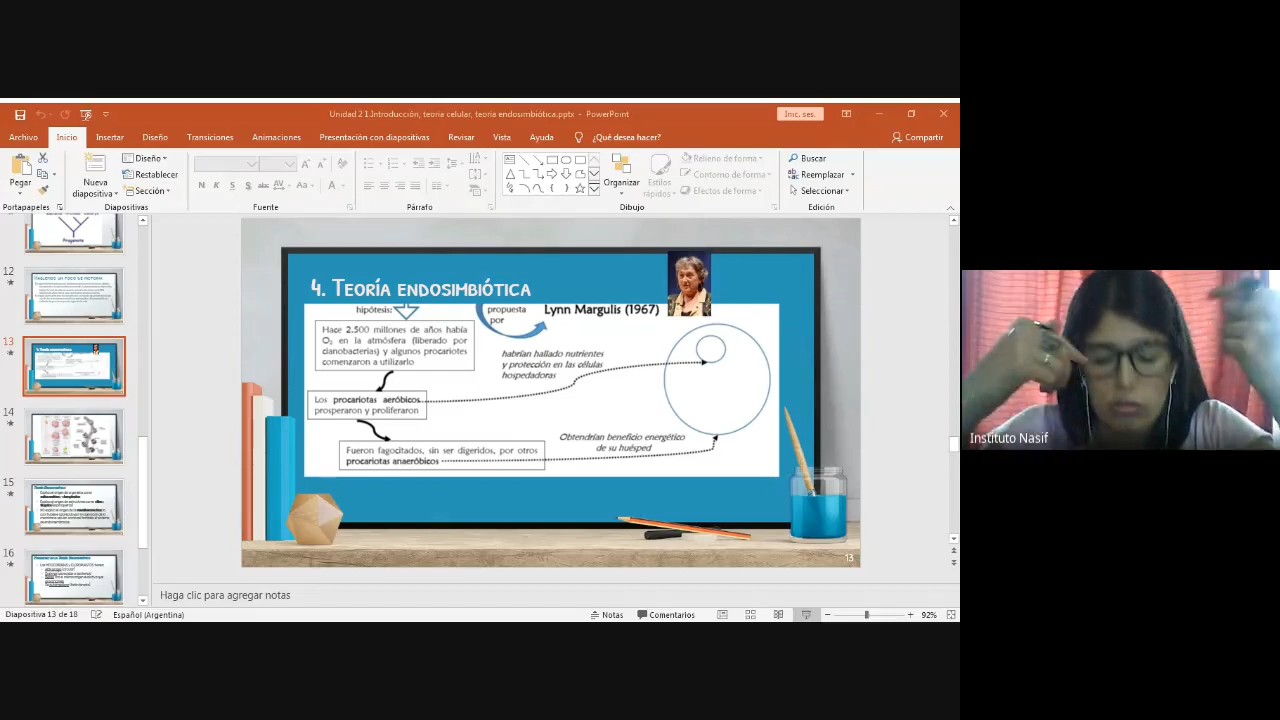 Unidad 2 1.Introducción, teoria celular, teoría endosimbiótica.pptx - PowerPoint
Inic. ses.
Archivo Inicio Insertar Diseño Transiciones Animaciones Presentación con diapositivas Revisar Vista Ayuda ¿Qué desea hacer? Compartir
Pegar
Nueva
diapositiva
Diseño
Restablecer
Sección
N K S S abc AV Aa A
Organizar
Estilos
rápidos
Relleno de forma
Contorno de forma
Efectos de forma
Buscar
Reemplazar
Seleccionar
Portapapeles Diapositivas Fuente Párrafo Dibujo Edición
Progenote
12
13
14
15
16
4. Teoría endosimbiótica
hipótesis:
propuesta
por
Lynn Margulis (1967)
Hace 2.500 millones de años había
O₂ en la atmósfera (liberado por
cianobacterias) y algunos procariotes
comenzaron a utilizarlo
habrían hallado nutrientes
y protección en las células
hospedadoras
Los procariotas aeróbicos
prosperaron y proliferaron
Obtendrían beneficio energético
de su huésped
Fueron fagocitados, sin ser digeridos, por otros
procariotas anaeróbicos
13
Haga clic para agregar notas
Diapositiva 13 de 18 Español (Argentina) Notas Comentarios 92%
Instituto Nasif